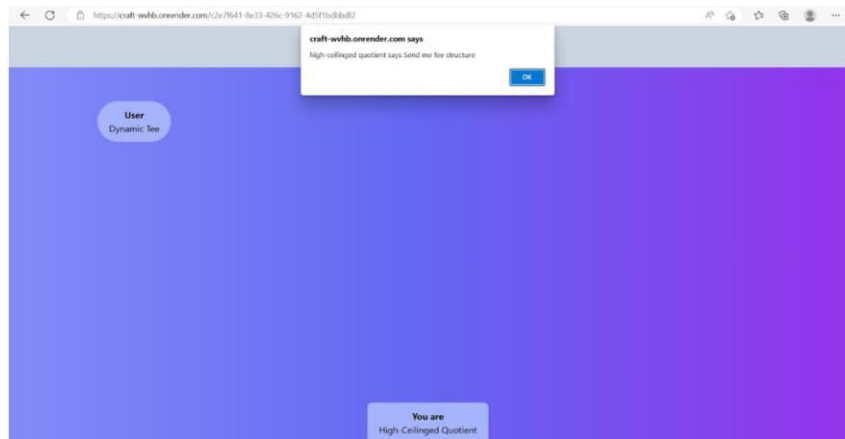 https://craft-wvhb.onrender.com/c2e7f641-8e33-426c-9162-4d5f1bdbbdf2
craft-wvhb.onrender.com says
high-ceilinged quotient says Send me fee structure
OK
User
Dynamic Tee
You are
High-Ceilinged Quotient